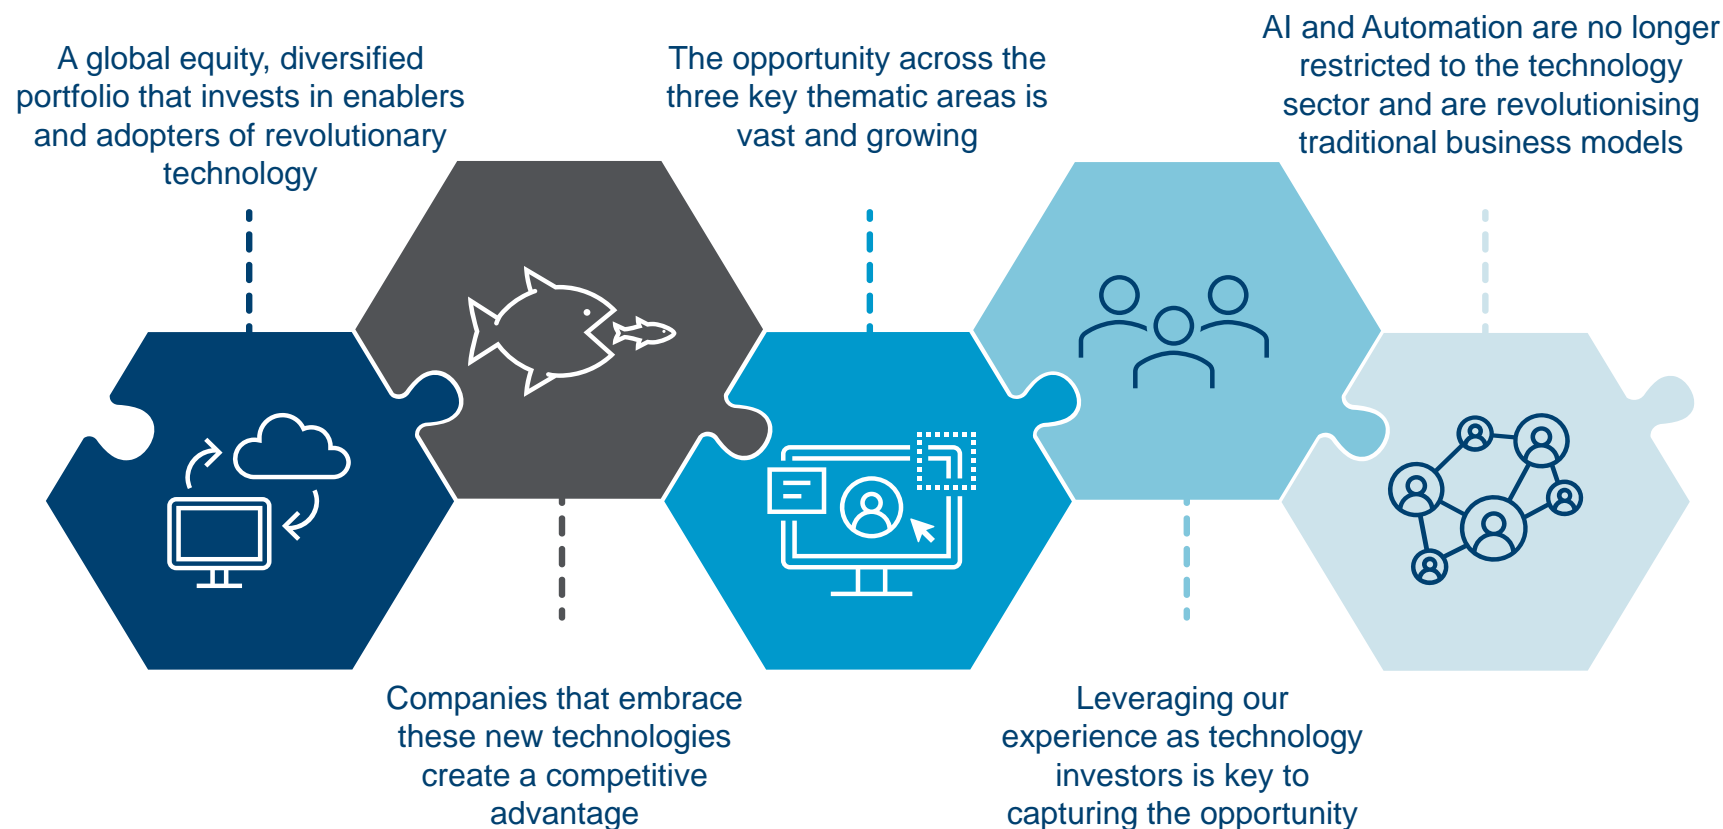 A global equity, diversified
portfolio that invests in enablers
and adopters of revolutionary
technology
The opportunity across the
three key thematic areas is
vast and growing
AI and Automation are no longer
restricted to the technology
sector and are revolutionising
traditional business models
Companies that embrace
these new technologies
create a competitive
advantage
Leveraging our
experience as technology
investors is key to
capturing the opportunity